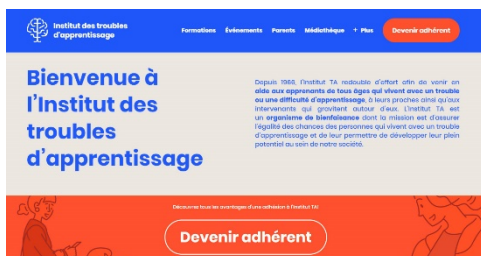 Institut des troubles
d'apprentissage
Formations Événements Parents Médiathèque + Plus Devenir adhérent
Bienvenue à
l'Institut des
troubles
d'apprentissage
Depuis 1966, l'Institut TA redouble d'effort afin de venir en
aide aux apprenants de tous âges qui vivent avec un trouble
ou une difficulté d'apprentissage, à leurs proches ainsi qu'aux
intervenants qui gravitent autour d'eux. L'Institut TA est
un organisme de bienfaisance dont la mission est d'assurer
l'égalité des chances des personnes qui vivent avec un trouble
d'apprentissage et de leur permettre de développer leur plein
potentiel au sein de notre société.
Découvrez tous les avantages d'une adhésion à l'Institut TA!
Devenir adhérent